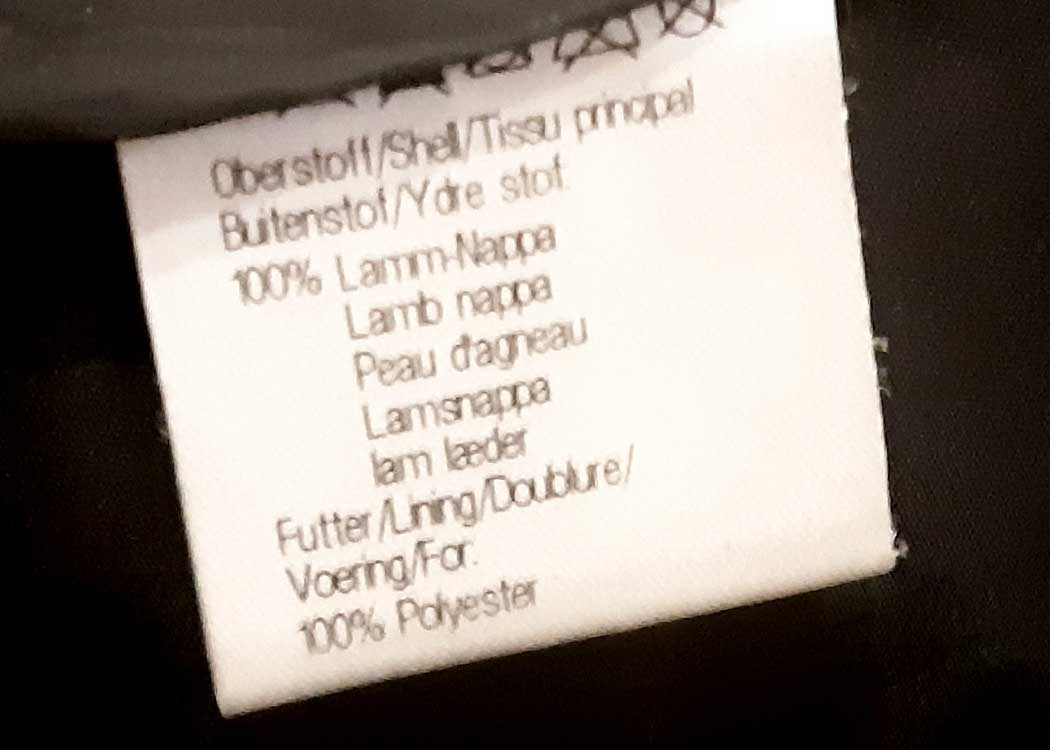 Oberstoff/Shell/Tissu principal
Buitenstof/Ydre stof:
100% Lamm-Nappa
Lamb nappa
Peau d'agneau
Lamsnappa
lam læder
Futter/Lining/Doublure/
Voering/For:
100% Polyester